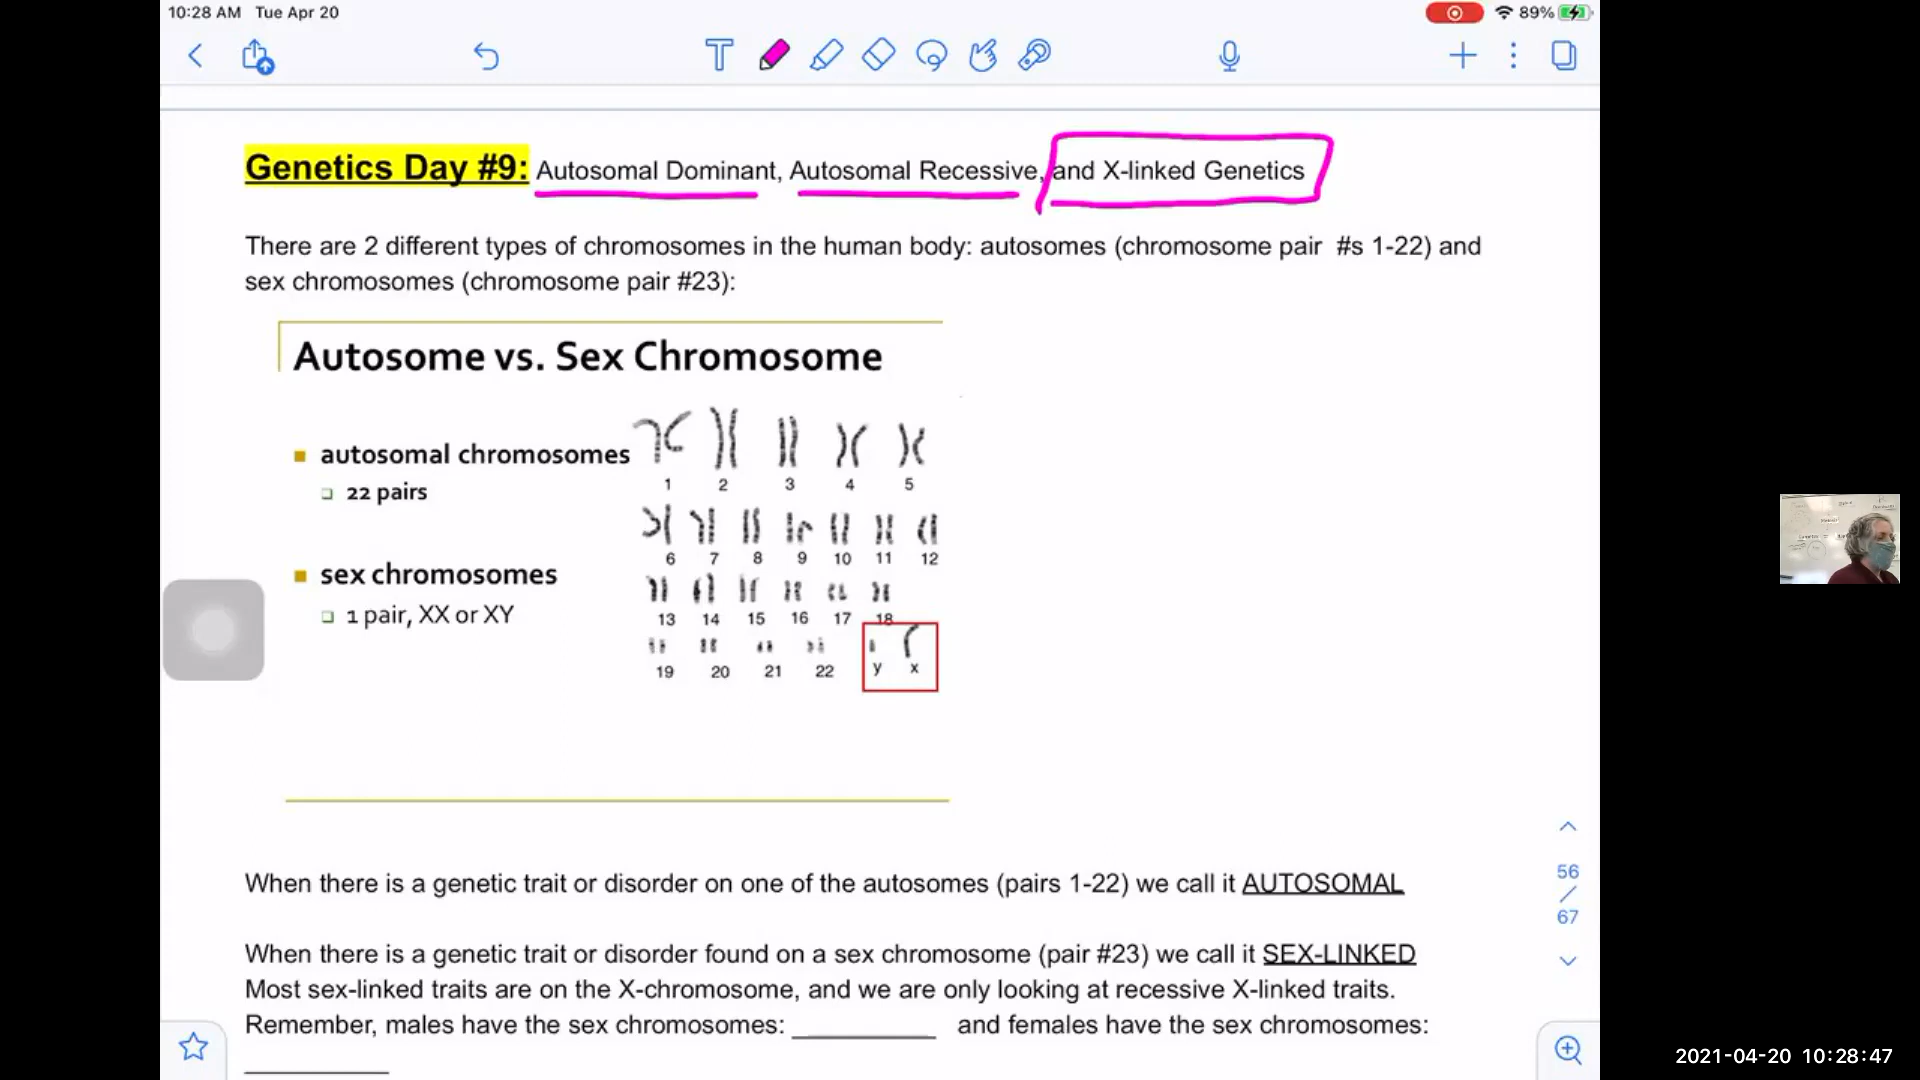 10:28 AM Tue Apr 20
89%
Genetics Day #9: Autosomal Dominant, Autosomal Recessive, and X-linked Genetics
There are 2 different types of chromosomes in the human body: autosomes (chromosome pair #s 1-22) and
sex chromosomes (chromosome pair #23):
Autosome vs. Sex Chromosome
autosomal chromosomes
22 pairs
sex chromosomes
1 pair, XX or XY
1 2 3 4 5
6 7 8 9 10 11 12
13 14 15 16 17 18
19 20 21 22 y x
When there is a genetic trait or disorder on one of the autosomes (pairs 1-22) we call it AUTOSOMAL
When there is a genetic trait or disorder found on a sex chromosome (pair #23) we call it SEX-LINKED
Most sex-linked traits are on the X-chromosome, and we are only looking at recessive X-linked traits.
Remember, males have the sex chromosomes: __________ and females have the sex chromosomes:
__________
56
/
67
2021-04-20 10:28:47